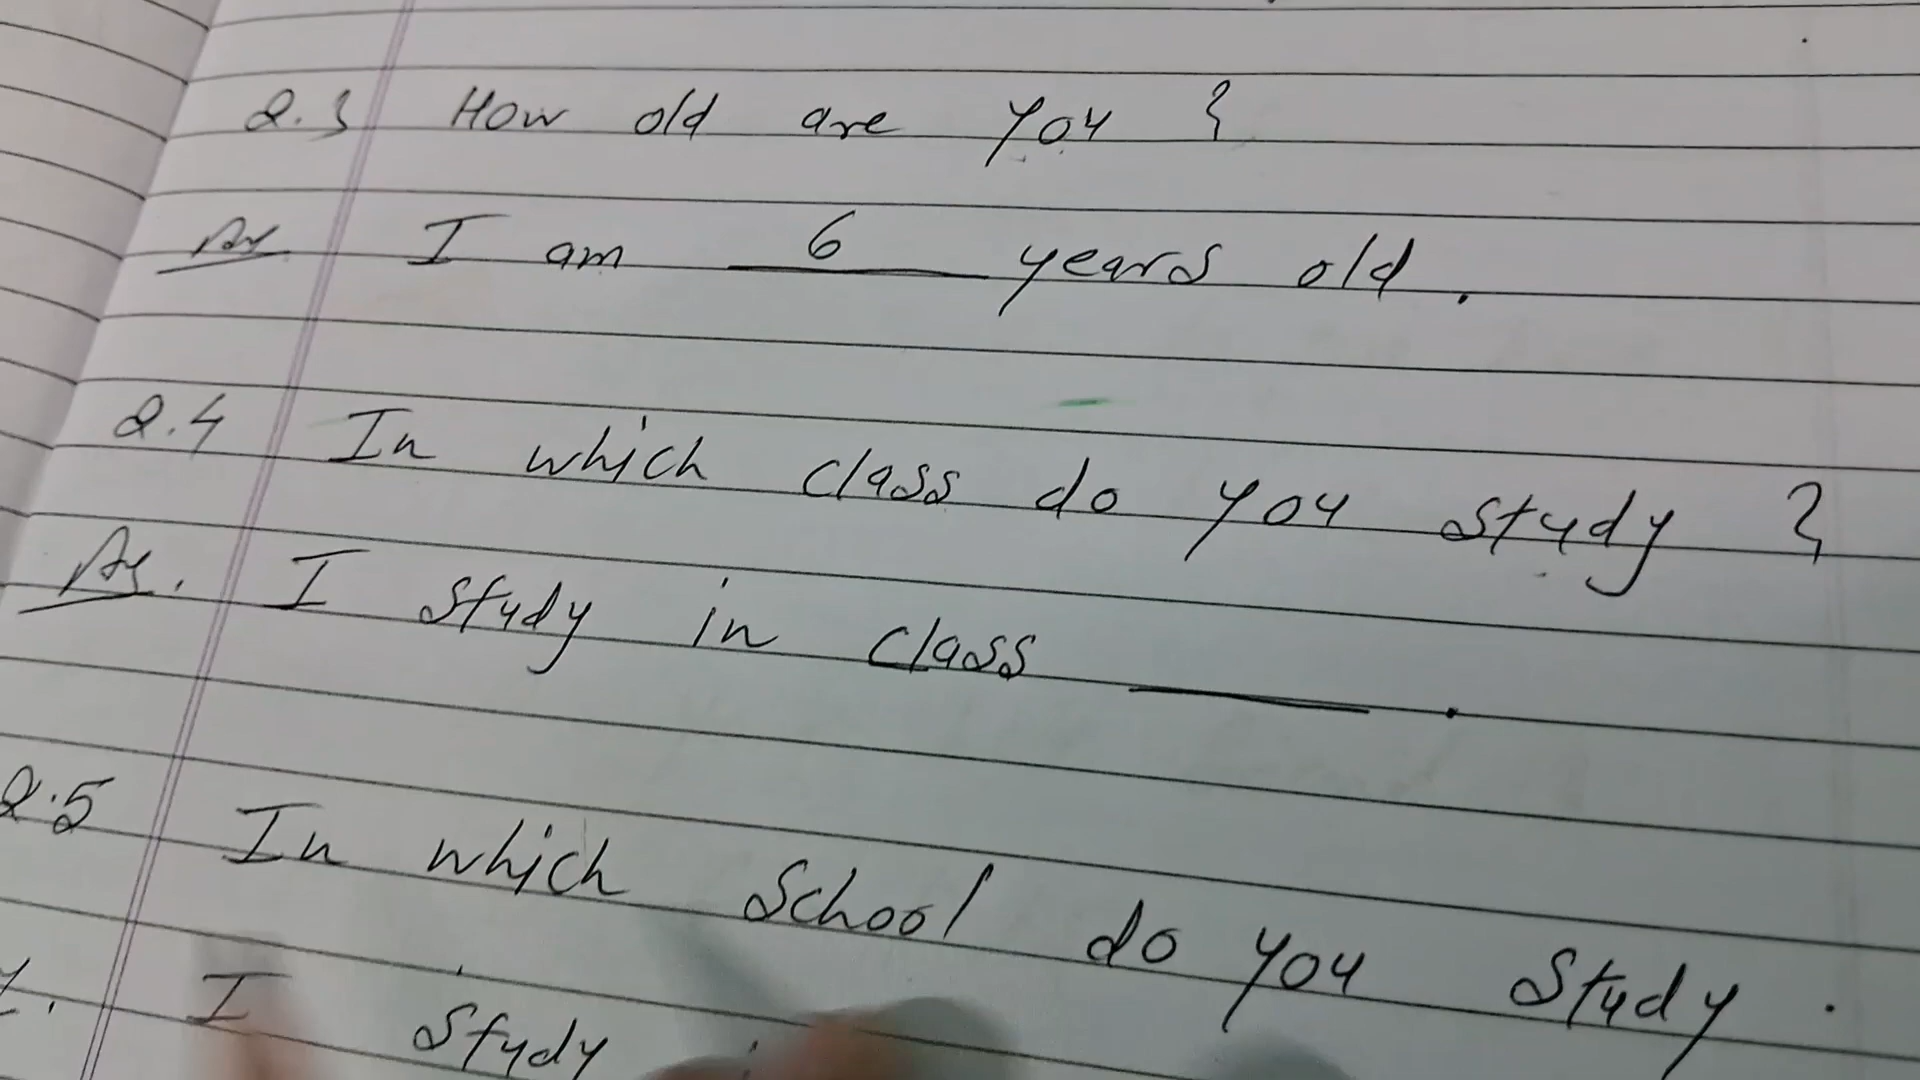 Q.3 How old are you ?
Ans I am 6 years old.
Q.4 In which class do you study ?
Ans. I study in class ______ .
Q.5 In which School do you Study .
I study